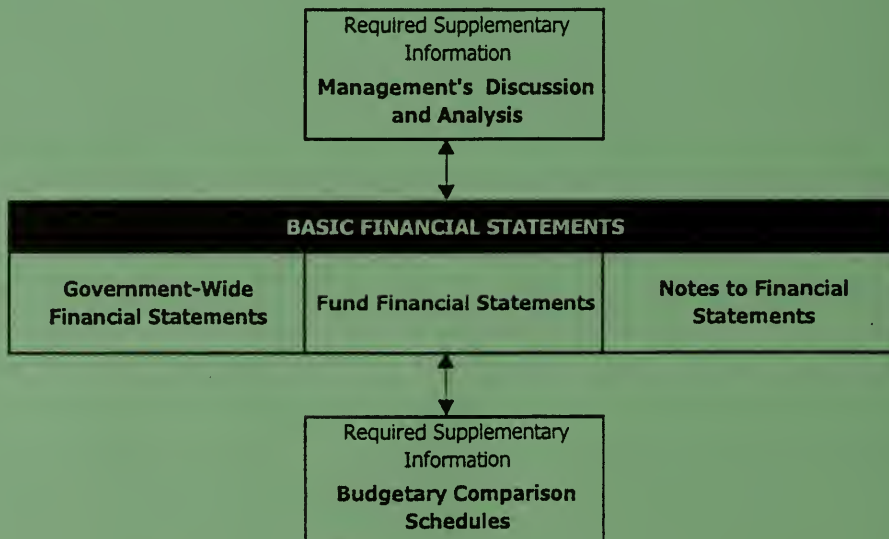 Required Supplementary
Information
Management's Discussion
and Analysis
BASIC FINANCIAL STATEMENTS
Government-Wide
Financial Statements
Fund Financial Statements
Notes to Financial
Statements
Required Supplementary
Information
Budgetary Comparison
Schedules